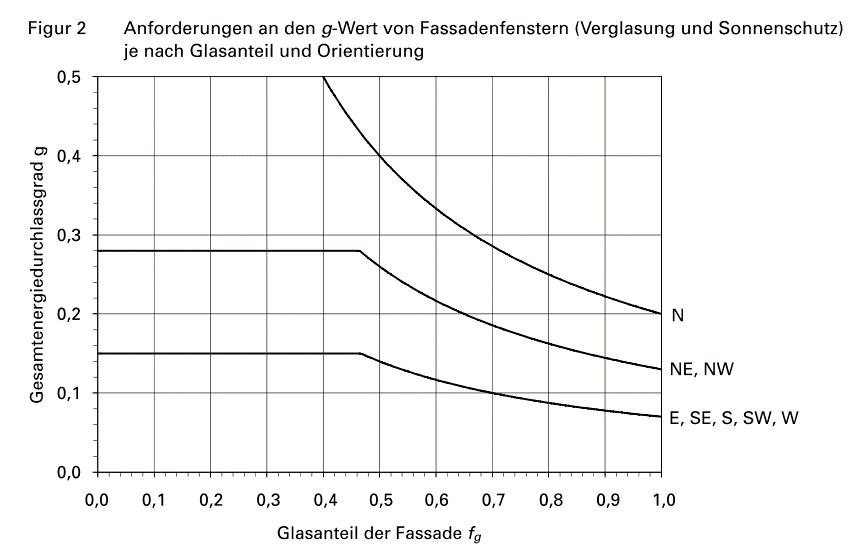 Figur 2 Anforderungen an den g-Wert von Fassadenfenstern (Verglasung und Sonnenschutz)
je nach Glasanteil und Orientierung
Gesamtenergiedurchlassgrad g
0,5
0,4
0,3
0,2
0,1
0,0
N
NE, NW
E, SE, S, SW, W
0,0 0,1 0,2 0,3 0,4 0,5 0,6 0,7 0,8 0,9 1,0
Glasanteil der Fassade fg